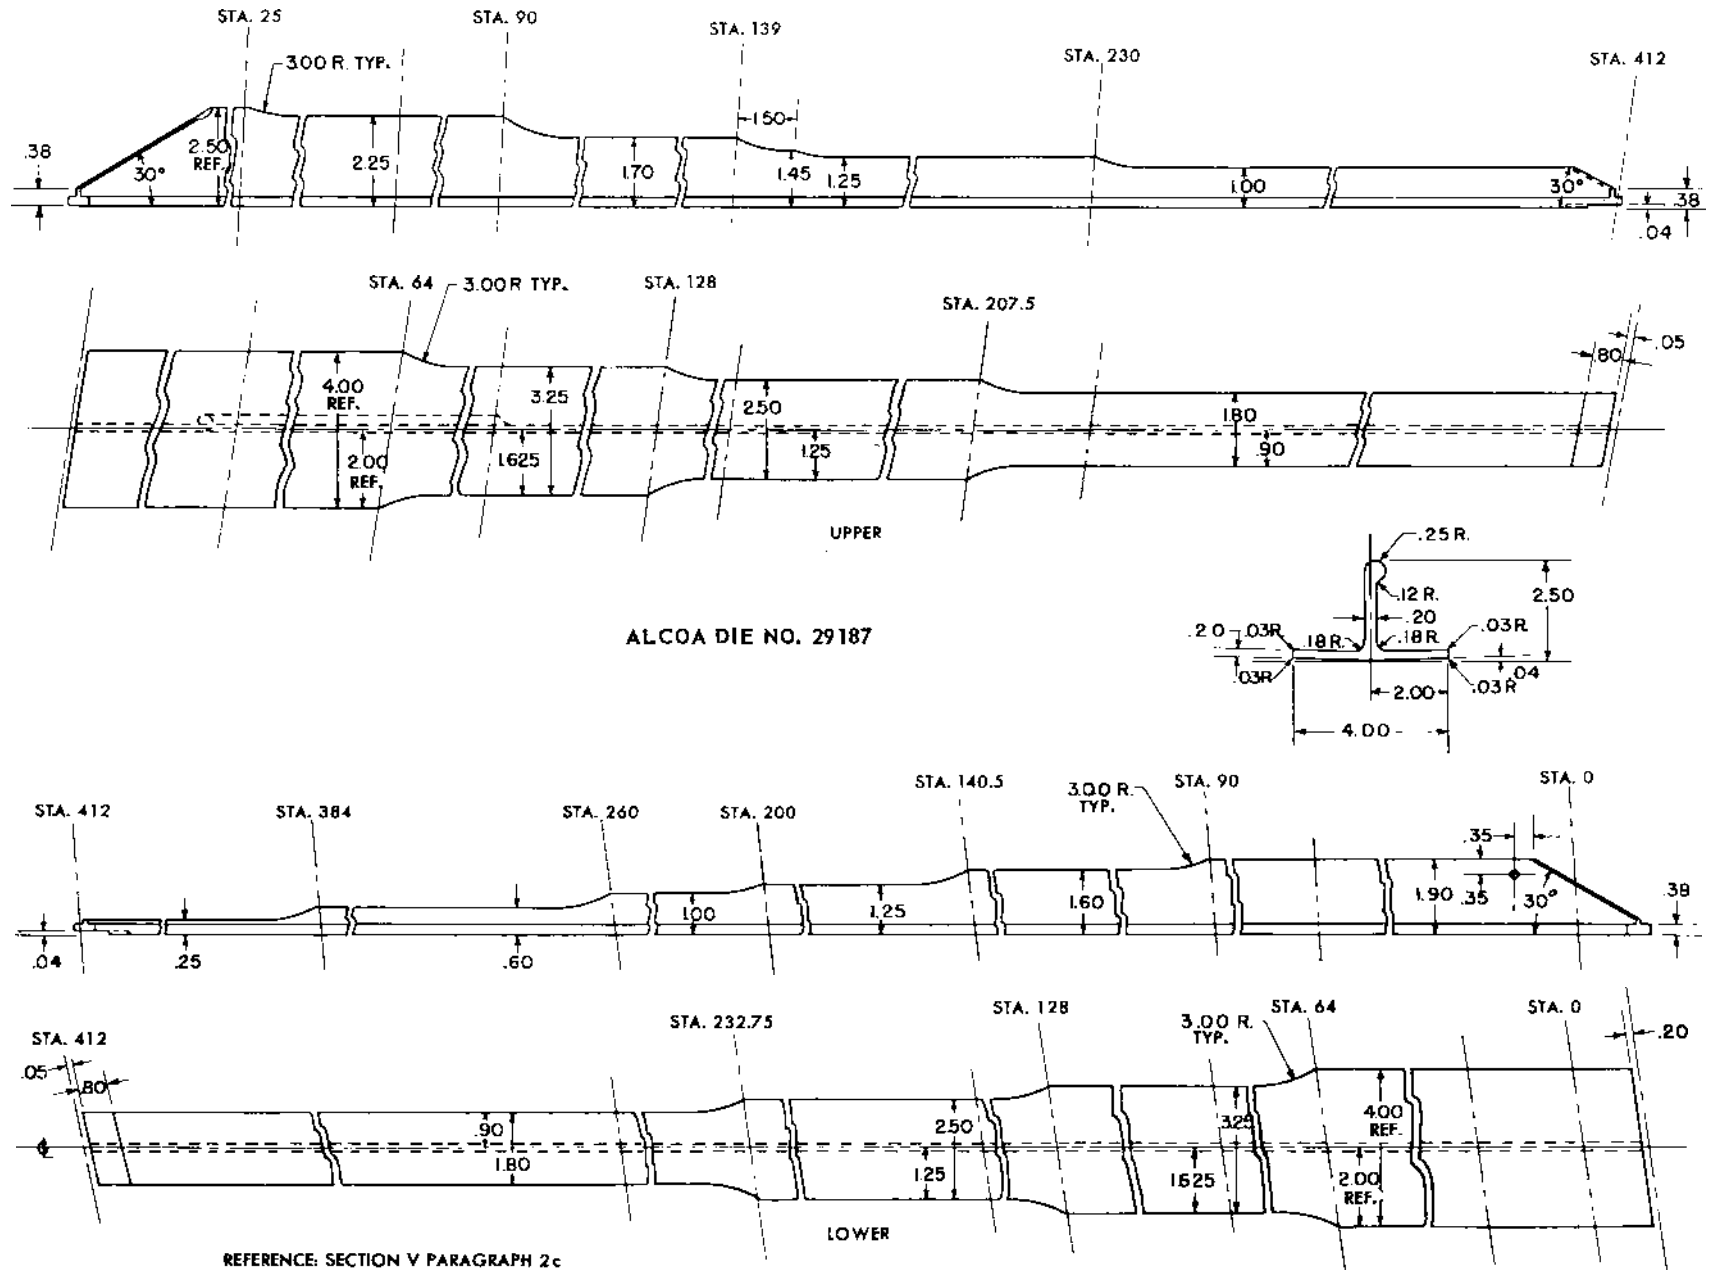 STA. 25
STA. 90
STA. 139
STA. 230
STA. 412
3.00 R. TYP.
1.50
.38
30°
2.50
REF.
2.25
1.70
1.45
1.25
1.00
30°
.38
.04
STA. 64
3.00 R TYP.
STA. 128
STA. 207.5
.05
.80
4.00
REF.
3.25
2.50
1.80
2.00
REF.
1.625
1.25
.90
UPPER
.25 R.
.12 R.
2.50
.20
ALCOA DIE NO. 29187
.20
.03R
.18 R.
.18R.
.03R
.03R
.04
.03R
2.00
4.00
STA. 412
STA. 384
STA. 260
STA. 200
STA. 140.5
3.00 R.
TYP.
STA. 90
STA. 0
.35
1.00
1.25
1.60
1.90
.35
30°
.38
.04
.25
.60
STA. 412
STA. 232.75
STA. 128
3.00 R.
TYP.
STA. 64
STA. 0
.20
.05
.80
.90
1.80
2.50
1.25
3.25
1.625
4.00
REF.
2.00
REF.
LOWER
REFERENCE: SECTION V PARAGRAPH 2c